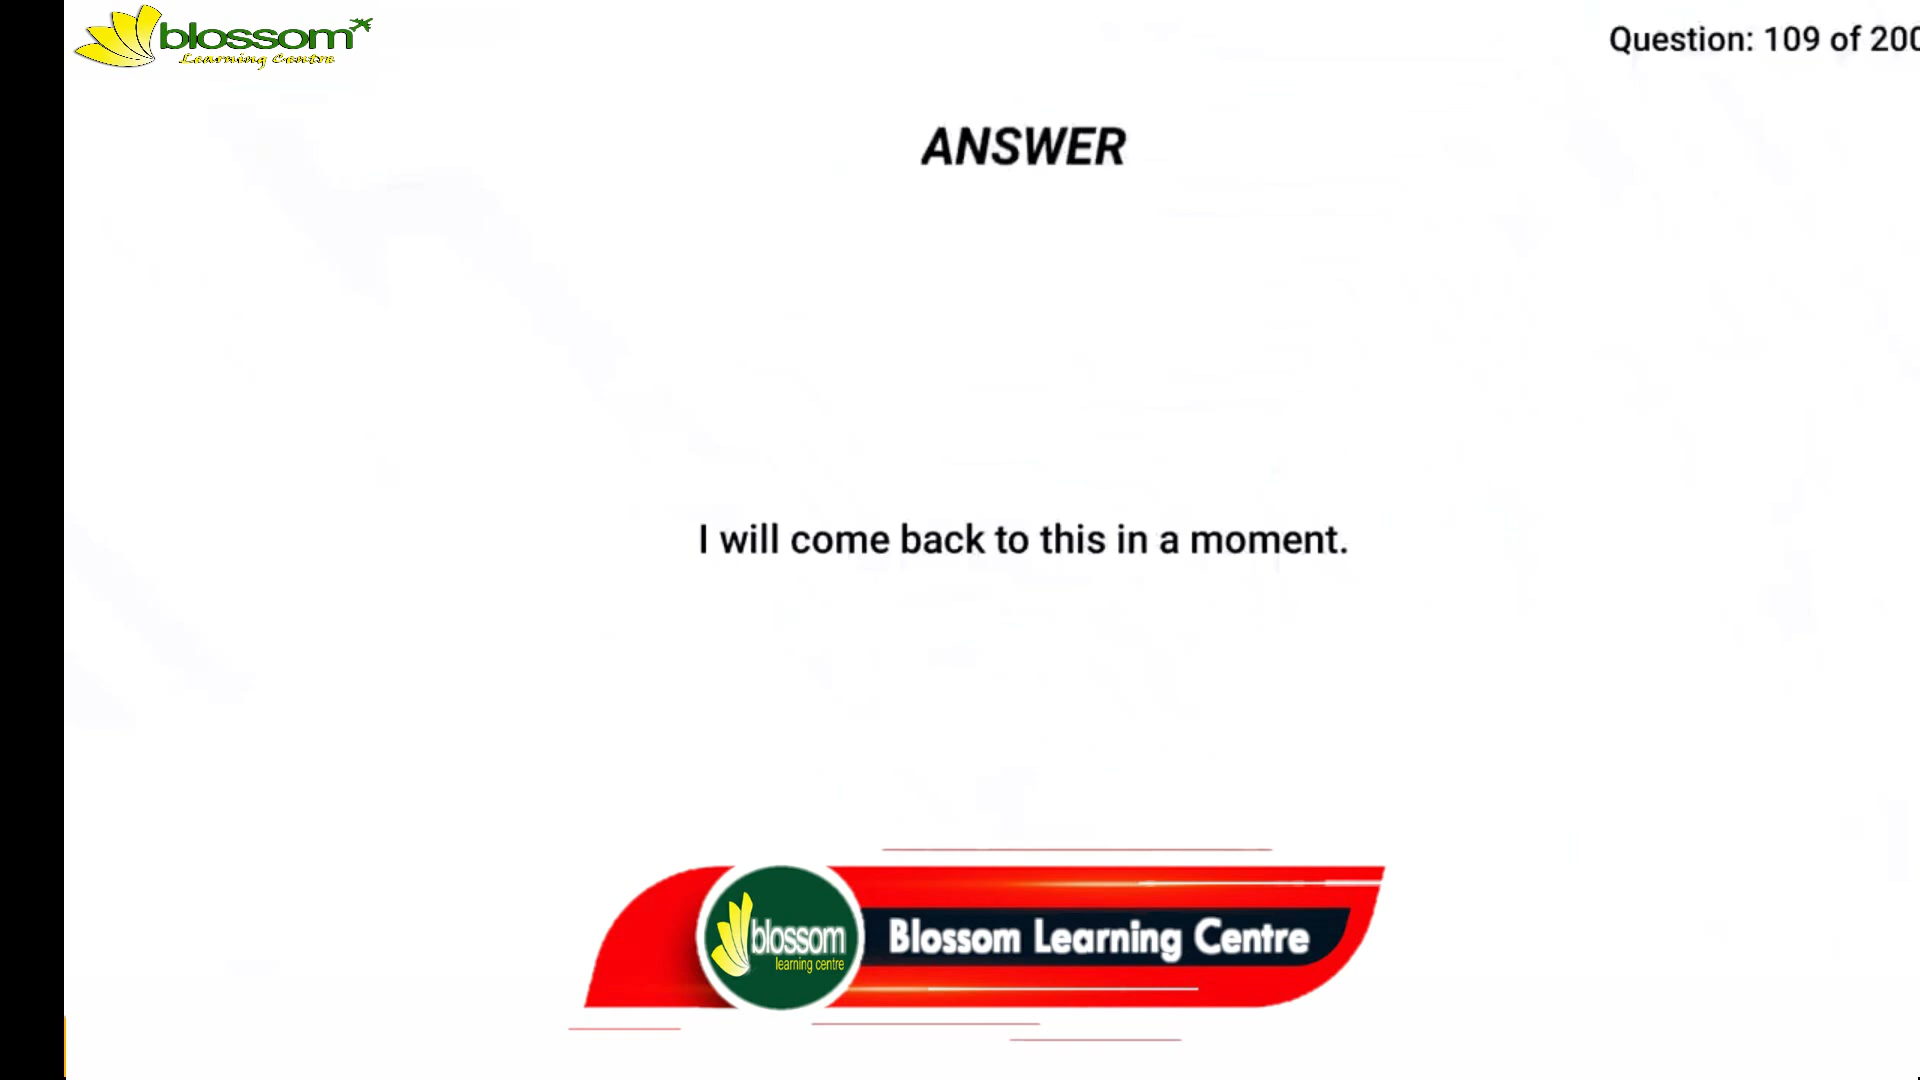 blossom
Learning Centre
Question: 109 of 200
ANSWER
I will come back to this in a moment.
blossom
learning centre
Blossom Learning Centre